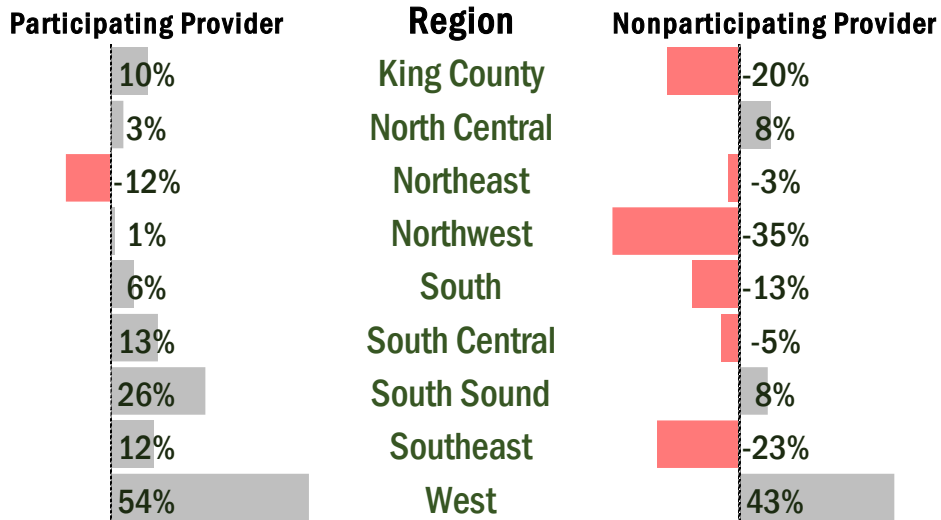 Participating Provider Region Nonparticipating Provider
10% King County -20%
3% North Central 8%
-12% Northeast -3%
1% Northwest -35%
6% South -13%
13% South Central -5%
26% South Sound 8%
12% Southeast -23%
54% West 43%